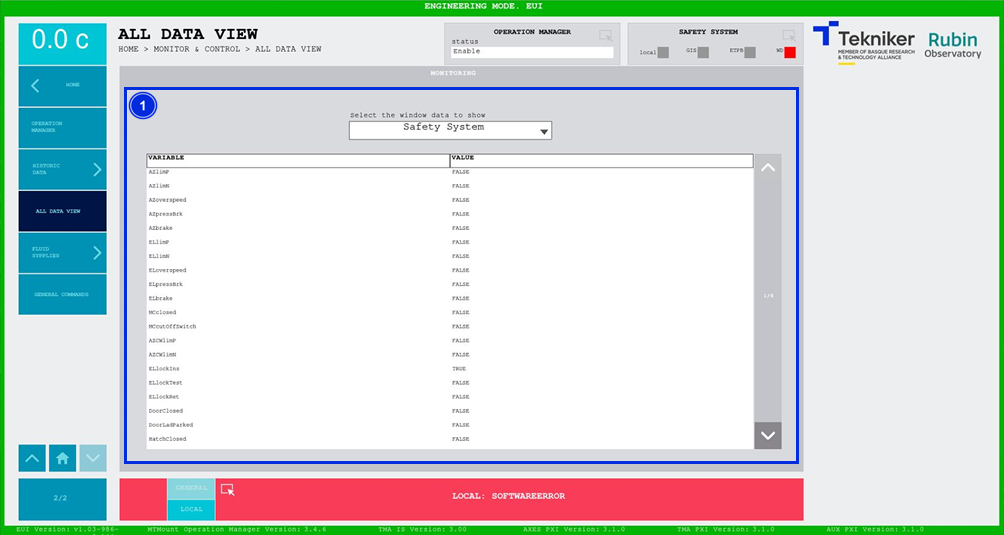 ENGINEERING MODE. EUI
0.0 c
ALL DATA VIEW
HOME > MONITOR & CONTROL > ALL DATA VIEW
OPERATION MANAGER
status
Enable
SAFETY SYSTEM
local
GIS
ETPB
WD
Tekniker
MEMBER OF BASQUE RESEARCH
& TECHNOLOGY ALLIANCE
Rubin
Observatory
HOME
OPERATION
MANAGER
HISTORIC
DATA
ALL DATA VIEW
FLUID
SUPPLIES
GENERAL COMMANDS
MONITORING
1
Select the window data to show
Safety System
VARIABLE VALUE
AZlimP FALSE
AZlimN FALSE
AZoverspeed FALSE
AZpressBrk FALSE
AZbrake FALSE
ELlimP FALSE
ELlimN FALSE
ELoverspeed FALSE
ELpressBrk FALSE
ELbrake FALSE
MCclosed FALSE
MCcutOffSwitch FALSE
AZCWlimP FALSE
AZCWlimN FALSE
ELlockIns TRUE
ELlockTest FALSE
ELlockRet FALSE
DoorClosed FALSE
DoorLadParked FALSE
HatchClosed FALSE
2/2
GENERAL
LOCAL
LOCAL: SOFTWAREERROR
EUI Version: v1.03-986-
MTMount Operation Manager Version: 3.4.6
TMA IS Version: 3.00
AXES PXI Version: 3.1.0
TMA PXI Version: 3.1.0
AUX PXI Version: 3.1.0